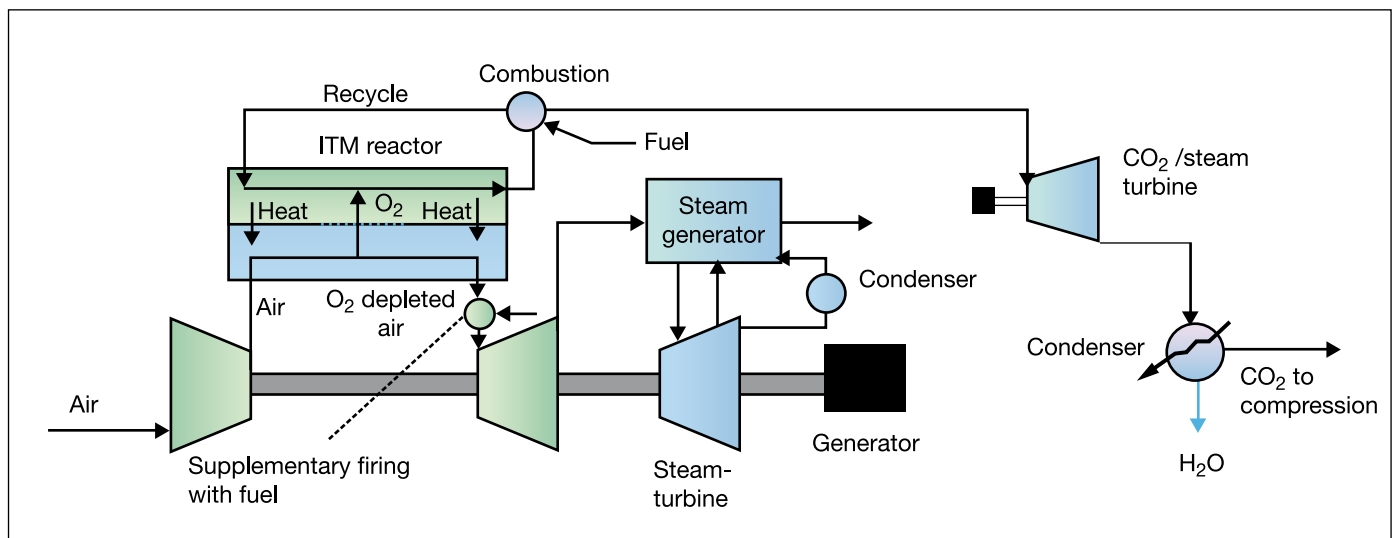 Combustion
Recycle
Fuel
ITM reactor
CO₂ /steam
turbine
Heat
O₂
Heat
Steam
generator
Condenser
Air
O₂ depleted
air
Condenser
CO₂ to
compression
Air
Generator
Supplementary firing
with fuel
Steam-
turbine
H₂O